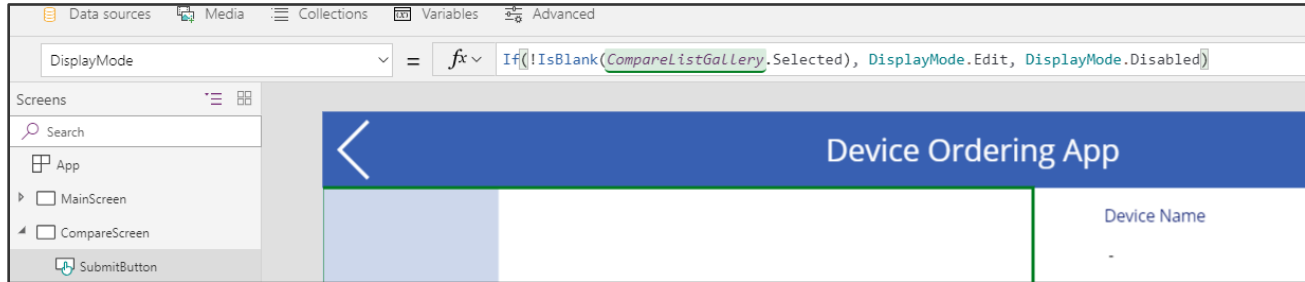 Data sources Media Collections Variables Advanced
DisplayMode = fx If(!IsBlank(CompareListGallery.Selected), DisplayMode.Edit, DisplayMode.Disabled)
Screens
Search
App
MainScreen
CompareScreen
SubmitButton
Device Ordering App
Device Name
-